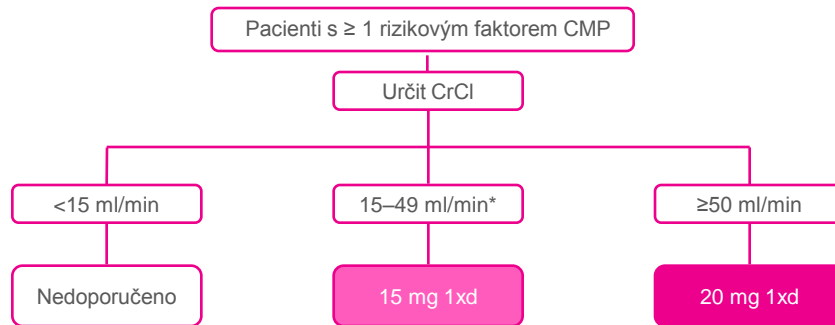 Pacienti s ≥ 1 rizikovým faktorem CMP
Určit CrCl
<15 ml/min
15–49 ml/min*
≥50 ml/min
Nedoporučeno
15 mg 1xd
20 mg 1xd